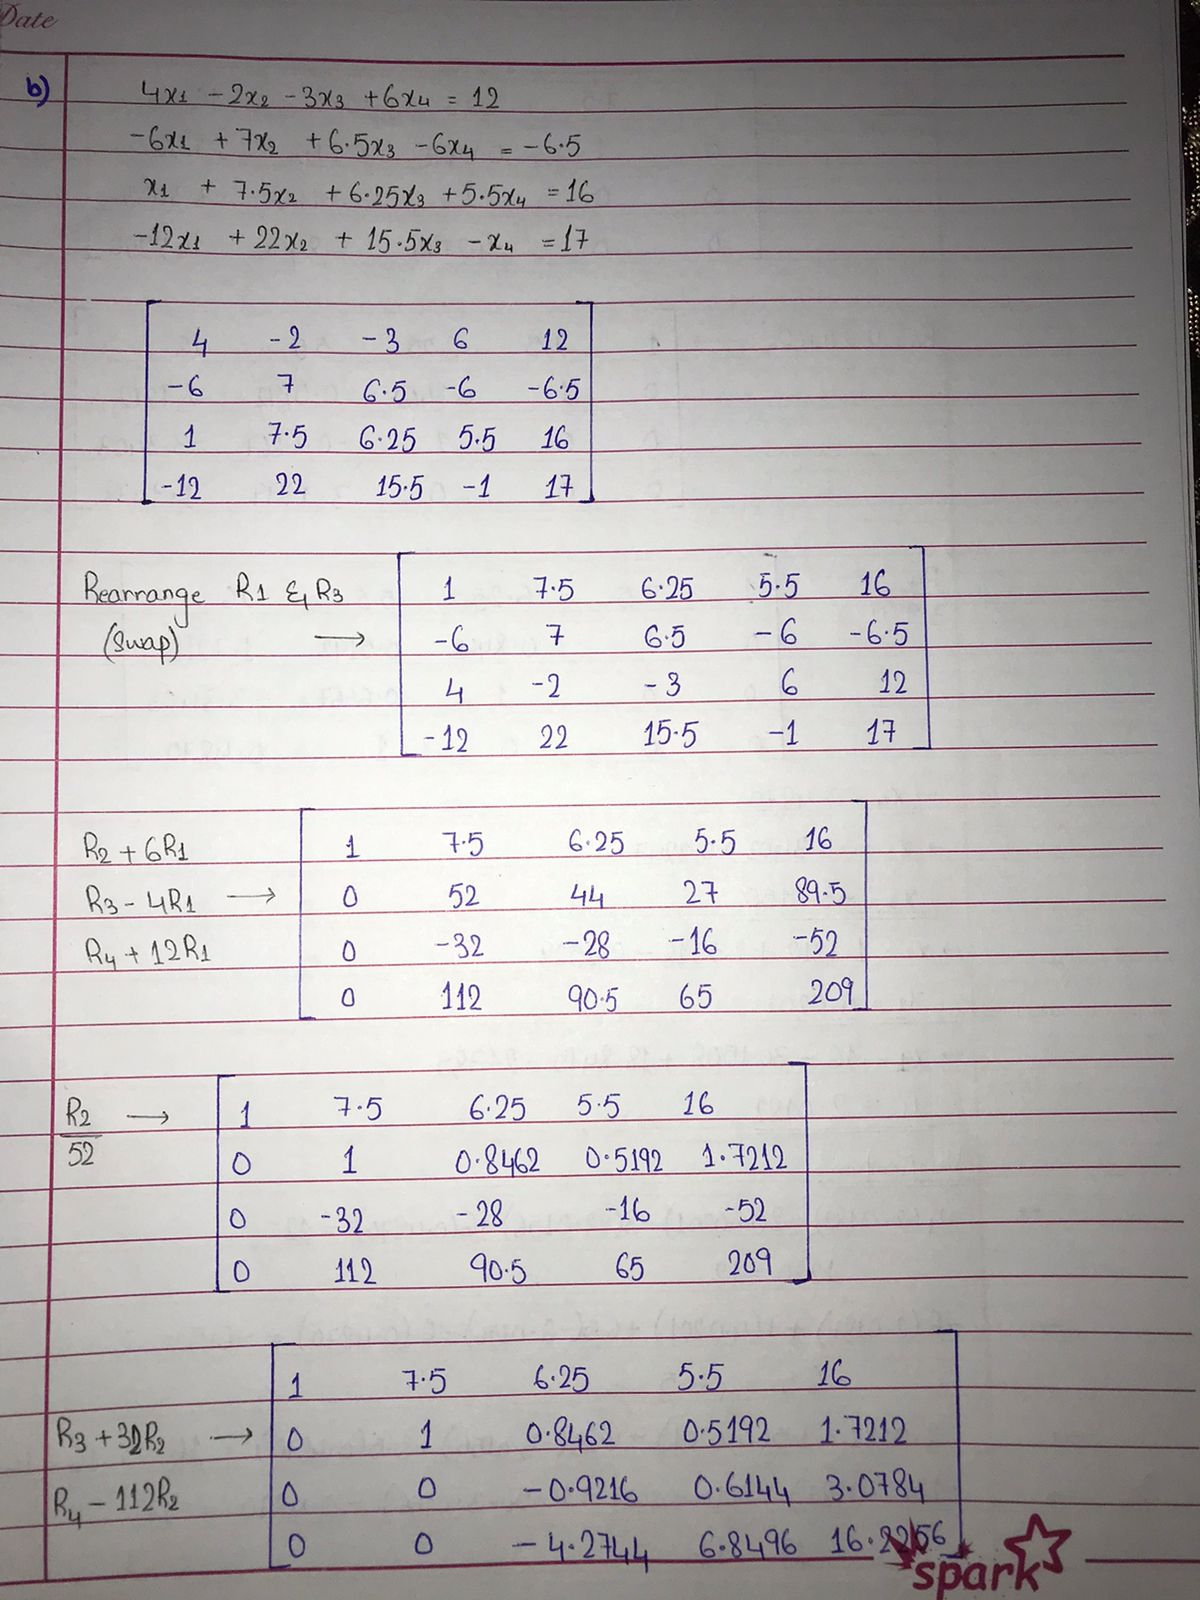 Date
b)
4x1 - 2x2 - 3x3 + 6x4 = 12
-6x1 + 7x2 + 6.5x3 - 6x4 = -6.5
x1 + 7.5x2 + 6.25x3 + 5.5x4 = 16
-12x1 + 22x2 + 15.5x3 - x4 = 17
4 -2 -3 6 12
-6 7 6.5 -6 -6.5
1 7.5 6.25 5.5 16
-12 22 15.5 -1 17
Rearrange R1 & R3 1 7.5 6.25 5.5 16
(Swap) → -6 7 6.5 -6 -6.5
4 -2 -3 6 12
-12 22 15.5 -1 17
R2 + 6R1 1 7.5 6.25 5.5 16
R3 - 4R1 → 0 52 44 27 89.5
R4 + 12R1 0 -32 -28 -16 -52
0 112 90.5 65 209
R2/52 → 1 7.5 6.25 5.5 16
0 1 0.8462 0.5192 1.7212
0 -32 -28 -16 -52
0 112 90.5 65 209
1 7.5 6.25 5.5 16
R3 + 32R2 → 0 1 0.8462 0.5192 1.7212
R4 - 112R2 0 0 -0.9216 0.6144 3.0784
0 0 -4.2744 6.8496 16.2256
spark